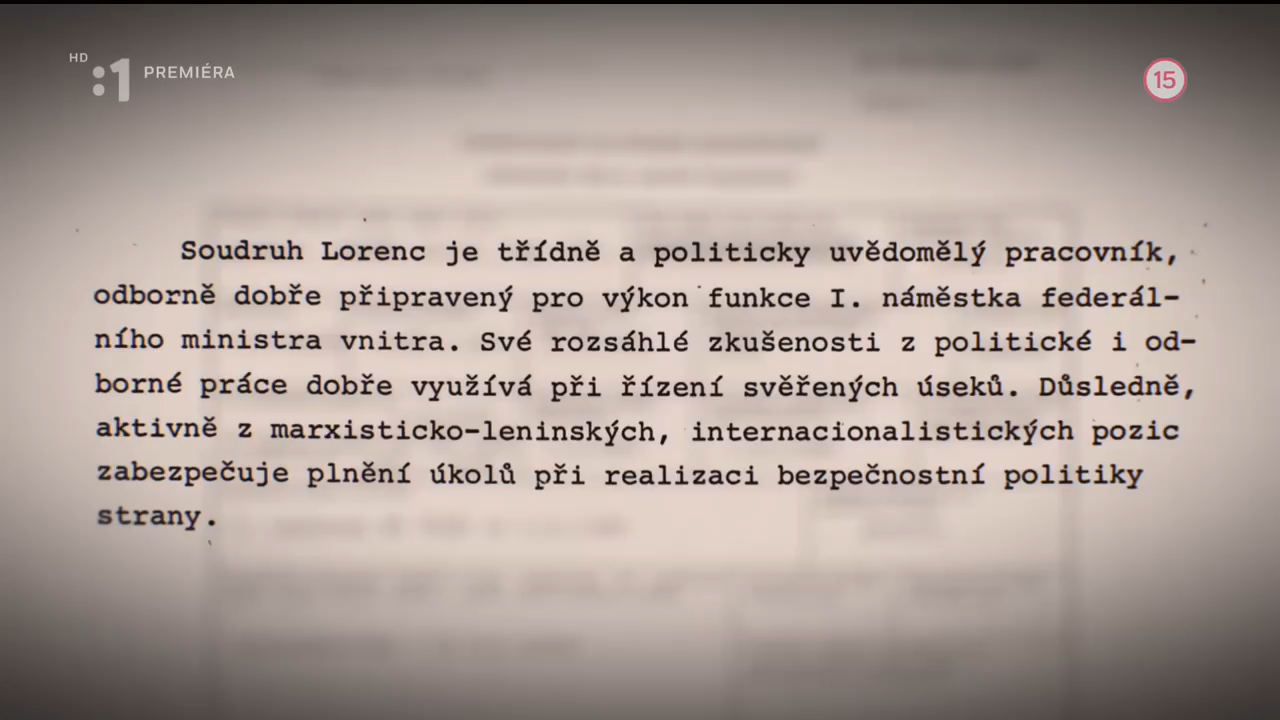 HD
:1 PREMIÉRA
15
Soudruh Lorenc je třídně a politicky uvědomělý pracovník,
odborně dobře připravený pro výkon funkce I. náměstka federál-
ního ministra vnitra. Své rozsáhlé zkušenosti z politické i od-
borné práce dobře využívá při řízení svěřených úseků. Důsledně,
aktivně z marxisticko-leninských, internacionalistických pozic
zabezpečuje plnění úkolů při realizaci bezpečnostní politiky
strany.